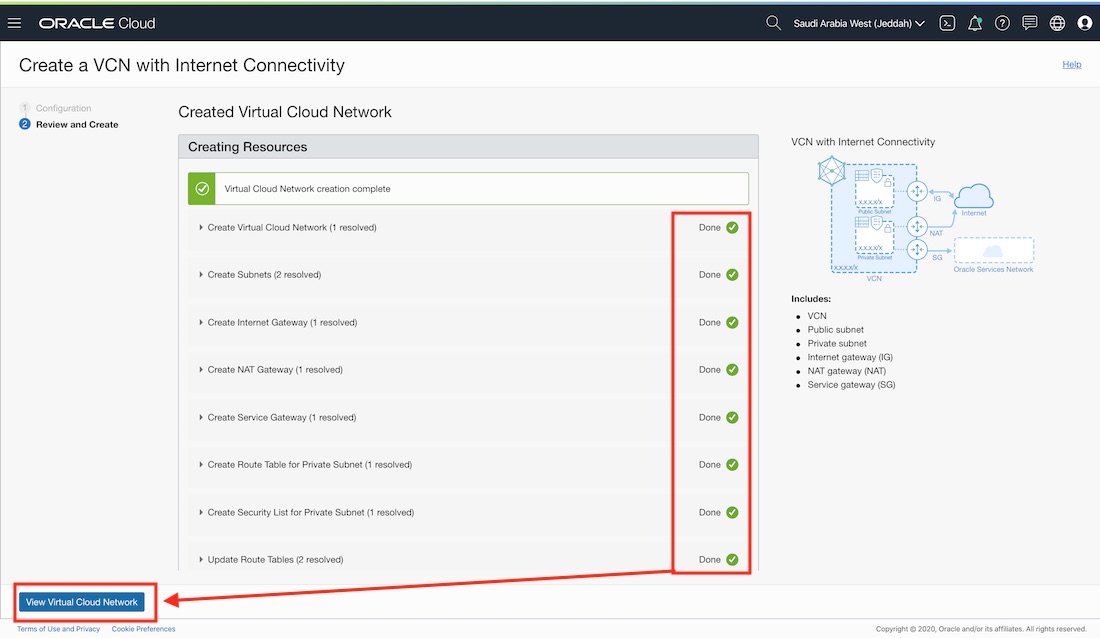 ORACLE Cloud
Saudi Arabia West (Jeddah)
Create a VCN with Internet Connectivity
Help
1 Configuration
2 Review and Create
Created Virtual Cloud Network
Creating Resources
Virtual Cloud Network creation complete
Create Virtual Cloud Network (1 resolved) Done
Create Subnets (2 resolved) Done
Create Internet Gateway (1 resolved) Done
Create NAT Gateway (1 resolved) Done
Create Service Gateway (1 resolved) Done
Create Route Table for Private Subnet (1 resolved) Done
Create Security List for Private Subnet (1 resolved) Done
Update Route Tables (2 resolved) Done
VCN with Internet Connectivity
x.x.x.x/x
Public Subnet
IG
Internet
NAT
x.x.x.x/x
Private Subnet
SG
x.x.x.x/x
Oracle Services Network
VCN
Includes:
VCN
Public subnet
Private subnet
Internet gateway (IG)
NAT gateway (NAT)
Service gateway (SG)
View Virtual Cloud Network
Terms of Use and Privacy Cookie Preferences
Copyright © 2020, Oracle and/or its affiliates. All rights reserved.